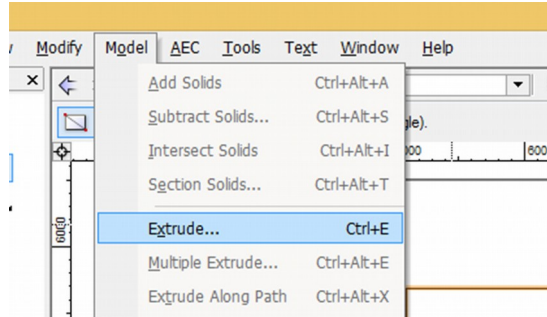 Modify Model AEC Tools Text Window Help
Add Solids Ctrl+Alt+A
Subtract Solids... Ctrl+Alt+S
gle).
Intersect Solids Ctrl+Alt+I
600
Section Solids... Ctrl+Alt+T
Extrude... Ctrl+E
6000
Multiple Extrude... Ctrl+Alt+E
Extrude Along Path Ctrl+Alt+X